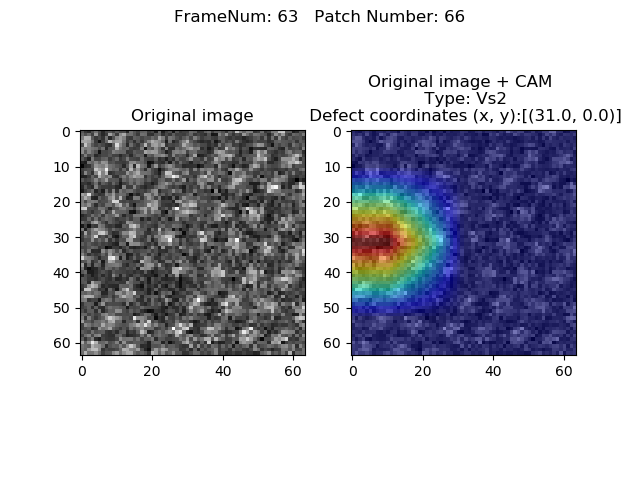 FrameNum: 63   Patch Number: 66
Original image
0
10
20
30
40
50
60
0 20 40 60
Original image + CAM
Type: Vs2
Defect coordinates (x, y):[(31.0, 0.0)]
0
10
20
30
40
50
60
0 20 40 60